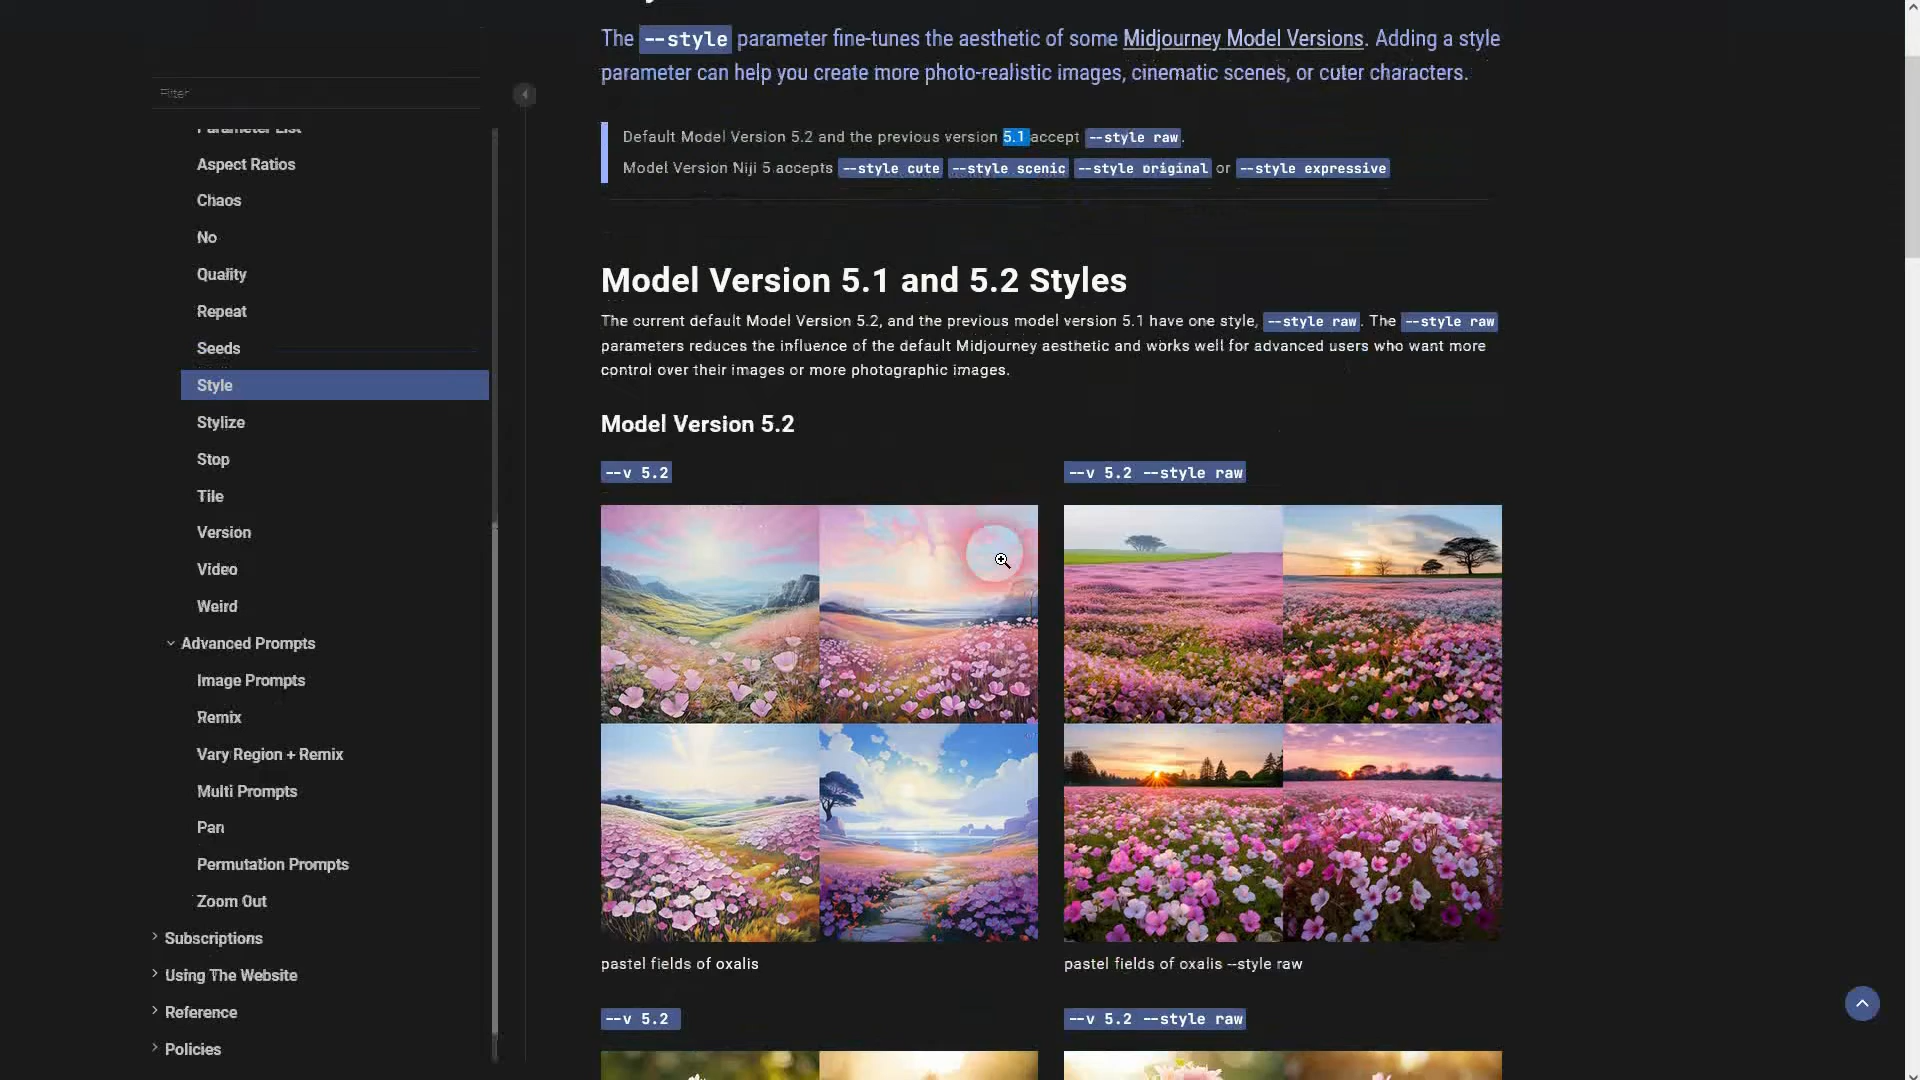 The --style parameter fine-tunes the aesthetic of some Midjourney Model Versions. Adding a style
parameter can help you create more photo-realistic images, cinematic scenes, or cuter characters.
Default Model Version 5.2 and the previous version 5.1 accept --style raw.
Model Version Niji 5 accepts --style cute --style scenic --style original or --style expressive
Filter
Parameter List
Aspect Ratios
Chaos
No
Quality
Repeat
Seeds
Style
Stylize
Stop
Tile
Version
Video
Weird
Advanced Prompts
Image Prompts
Remix
Vary Region + Remix
Multi Prompts
Pan
Permutation Prompts
Zoom Out
Subscriptions
Using The Website
Reference
Policies
Model Version 5.1 and 5.2 Styles
The current default Model Version 5.2, and the previous model version 5.1 have one style, --style raw. The --style raw
parameters reduces the influence of the default Midjourney aesthetic and works well for advanced users who want more
control over their images or more photographic images.
Model Version 5.2
--v 5.2
--v 5.2 --style raw
pastel fields of oxalis
pastel fields of oxalis --style raw
--v 5.2
--v 5.2 --style raw